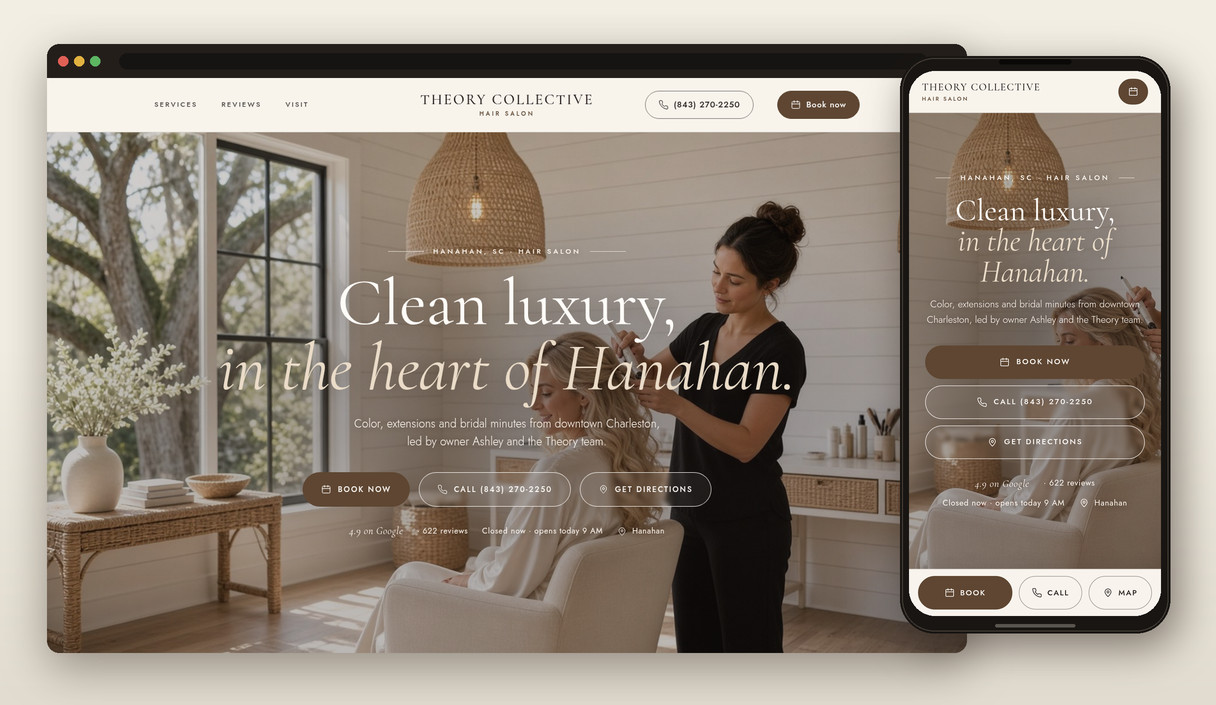 SERVICES
REVIEWS
VISIT
THEORY COLLECTIVE
HAIR SALON
(843) 270-2250
Book now
HANAHAN, SC · HAIR SALON
Clean luxury,
in the heart of Hanahan.
Color, extensions and bridal minutes from downtown Charleston,
led by owner Ashley and the Theory team.
BOOK NOW
CALL (843) 270-2250
GET DIRECTIONS
4.9 on Google · 622 reviews
Closed now · opens today 9 AM
Hanahan
THEORY COLLECTIVE
HAIR SALON
HANAHAN, SC · HAIR SALON
Clean luxury,
in the heart of
Hanahan.
Color, extensions and bridal minutes from downtown
Charleston, led by owner Ashley and the Theory team.
BOOK NOW
CALL (843) 270-2250
GET DIRECTIONS
4.9 on Google · 622 reviews
Closed now · opens today 9 AM
Hanahan
BOOK
CALL
MAP